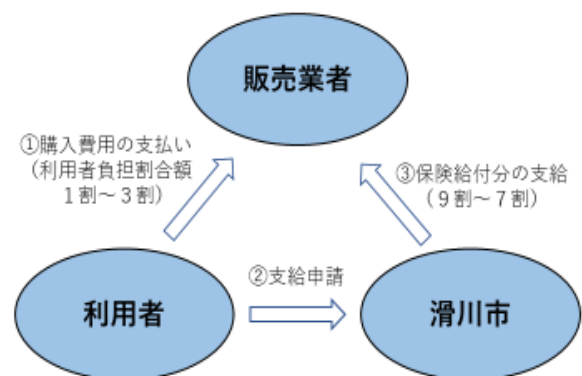 販売業者
①購入費用の支払い
(利用者負担割合額
１割～３割)
③保険給付分の支給
(９割～７割)
②支給申請
利用者
滑川市